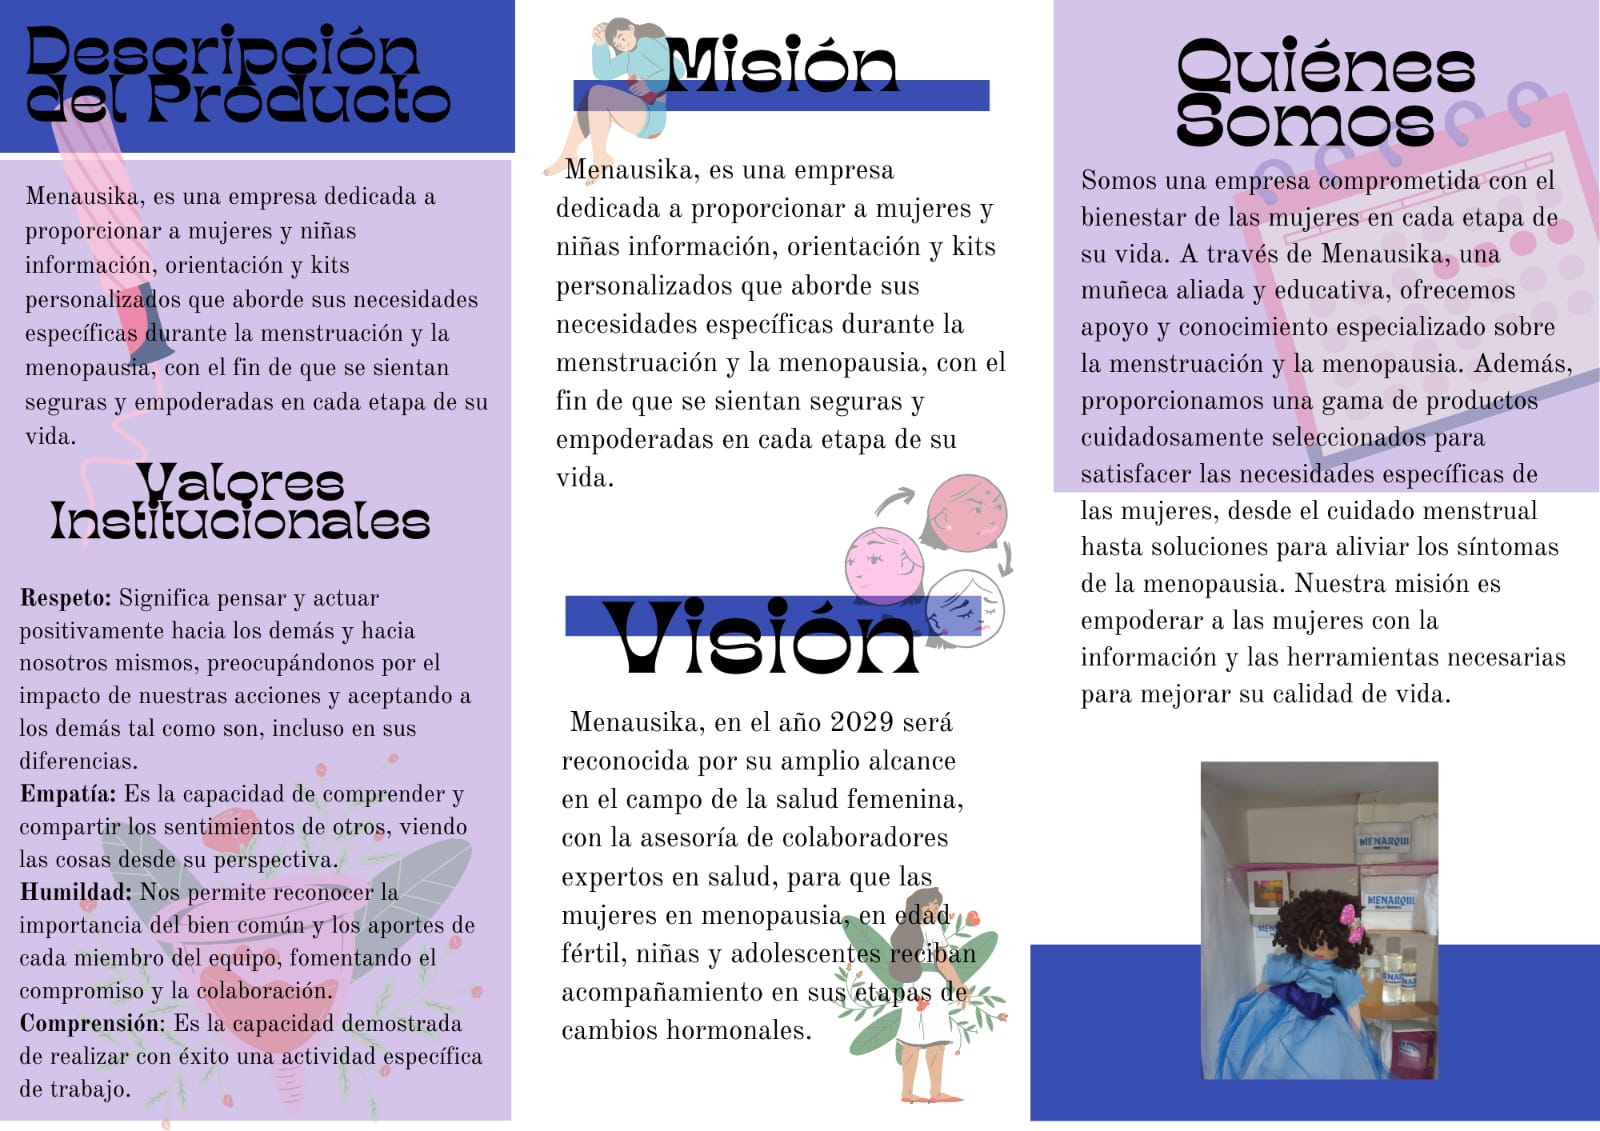 Descripción
del Producto
Menausika, es una empresa dedicada a
proporcionar a mujeres y niñas
información, orientación y kits
personalizados que aborde sus necesidades
específicas durante la menstruación y la
menopausia, con el fin de que se sientan
seguras y empoderadas en cada etapa de su
vida.
Valores
Institucionales
Respeto: Significa pensar y actuar
positivamente hacia los demás y hacia
nosotros mismos, preocupándonos por el
impacto de nuestras acciones y aceptando a
los demás tal como son, incluso en sus
diferencias.
Empatía: Es la capacidad de comprender y
compartir los sentimientos de otros, viendo
las cosas desde su perspectiva.
Humildad: Nos permite reconocer la
importancia del bien común y los aportes de
cada miembro del equipo, fomentando el
compromiso y la colaboración.
Comprensión: Es la capacidad demostrada
de realizar con éxito una actividad específica
de trabajo.
Misión
Menausika, es una empresa
dedicada a proporcionar a mujeres y
niñas información, orientación y kits
personalizados que aborde sus
necesidades específicas durante la
menstruación y la menopausia, con el
fin de que se sientan seguras y
empoderadas en cada etapa de su
vida.
Visión
Menausika, en el año 2029 será
reconocida por su amplio alcance
en el campo de la salud femenina,
con la asesoría de colaboradores
expertos en salud, para que las
mujeres en menopausia, en edad
fértil, niñas y adolescentes reciban
acompañamiento en sus etapas de
cambios hormonales.
Quiénes
Somos
Somos una empresa comprometida con el
bienestar de las mujeres en cada etapa de
su vida. A través de Menausika, una
muñeca aliada y educativa, ofrecemos
apoyo y conocimiento especializado sobre
la menstruación y la menopausia. Además,
proporcionamos una gama de productos
cuidadosamente seleccionados para
satisfacer las necesidades específicas de
las mujeres, desde el cuidado menstrual
hasta soluciones para aliviar los síntomas
de la menopausia. Nuestra misión es
empoderar a las mujeres con la
información y las herramientas necesarias
para mejorar su calidad de vida.
MENARQUI
MENARQUI